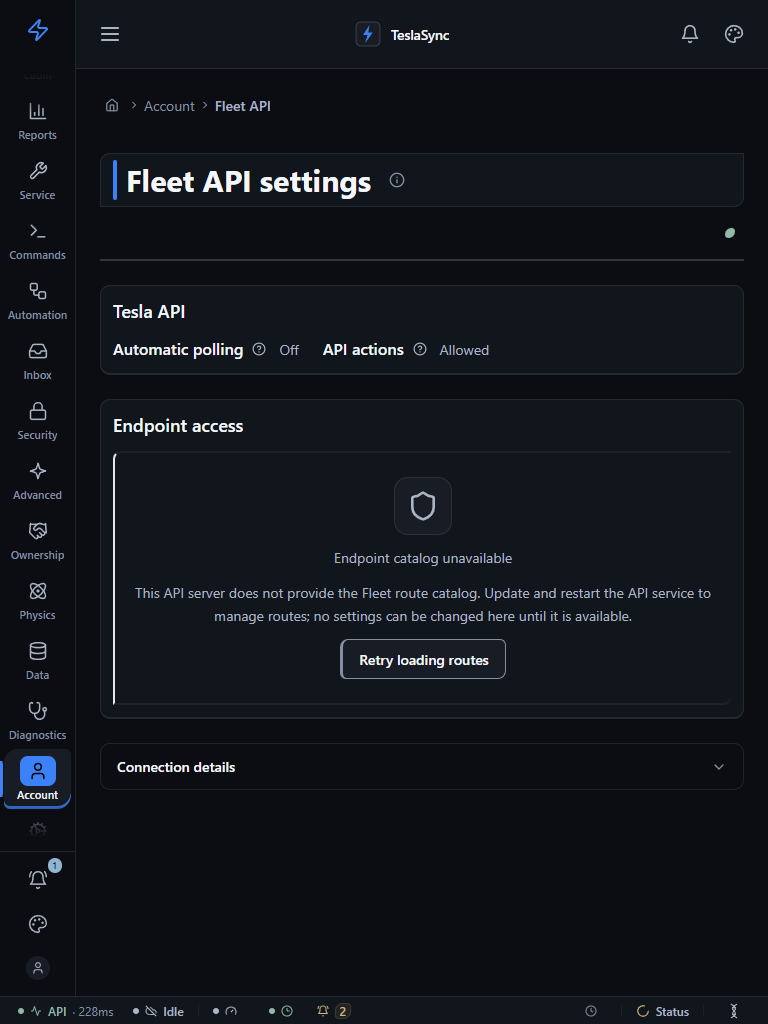 TeslaSync
Account
Fleet API
Reports
Service
Commands
Automation
Inbox
Security
Advanced
Ownership
Physics
Data
Diagnostics
Account
1
Fleet API settings
Tesla API
Automatic polling Off API actions Allowed
Endpoint access
Endpoint catalog unavailable
This API server does not provide the Fleet route catalog. Update and restart the API service to
manage routes; no settings can be changed here until it is available.
Retry loading routes
Connection details
API · 228ms Idle 2 Status